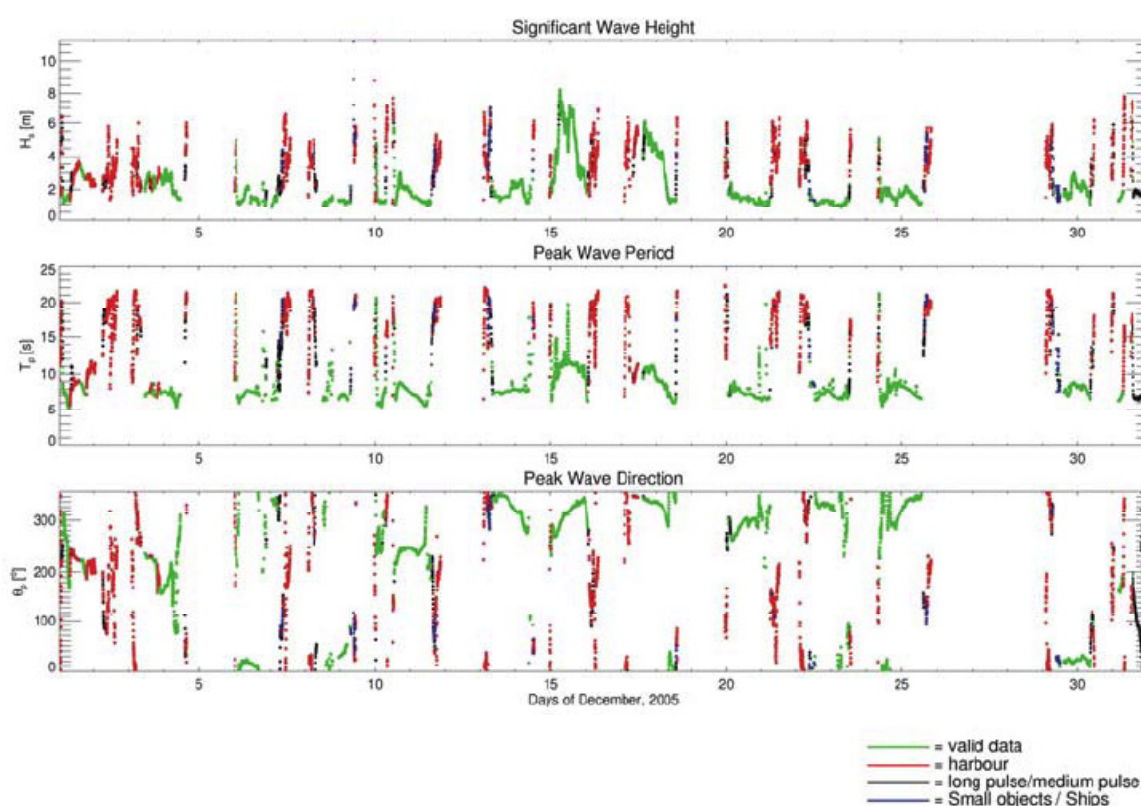 Significant Wave Height
Hs [m]
10
8
6
4
2
0
5 10 15 20 25 30
Peak Wave Period
Tp [s]
25
20
15
10
5
0
5 10 15 20 25 30
Peak Wave Direction
θp [°]
300
200
100
0
5 10 15 20 25 30
Days of December, 2005
= valid data
= harbour
= long pulse/medium pulse
= Small objects / Ships